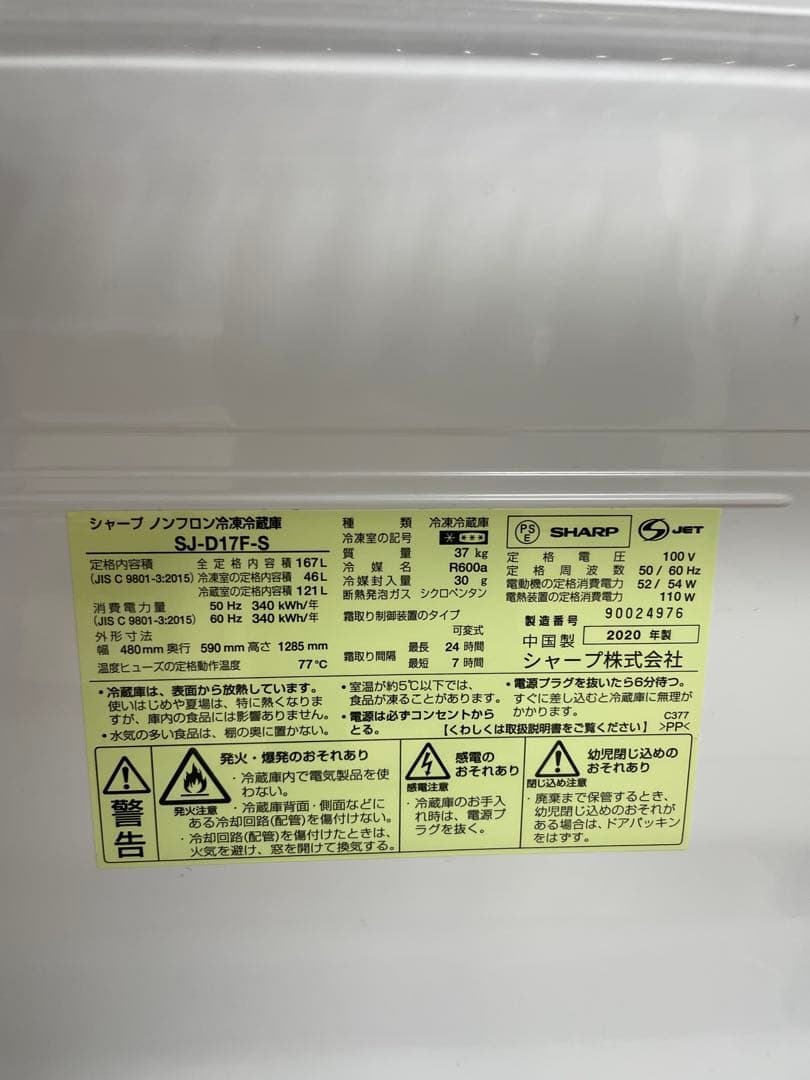 シャープ ノンフロン冷凍冷蔵庫
SJ-D17F-S
定格内容積 全定格内容積 167L
(JIS C 9801-3:2015) 冷凍室の定格内容積 46L
冷蔵室の定格内容積 121L
消費電力量 50 Hz 340 kWh/年
(JIS C 9801-3:2015) 60 Hz 340 kWh/年
外形寸法
幅 480mm 奥行 590mm 高さ 1285mm
温度ヒューズの定格動作温度 77℃
種類 冷凍冷蔵庫
冷凍室の記号
質量 37 kg
冷媒名 R600a
冷媒封入量 30 g
断熱発泡ガス シクロペンタン
霜取り制御装置のタイプ
可変式
霜取り間隔 最長 24 時間
最短 7 時間
PS E SHARP JET
定格電圧 100 V
定格周波数 50 / 60 Hz
電動機の定格消費電力 52 / 54 W
電熱装置の定格消費電力 110 W
製造番号 90024976
中国製 2020 年製
シャープ株式会社
・冷蔵庫は、表面から放熱しています。
使いはじめや夏場は、特に熱くなりま
すが、庫内の食品には影響ありません。
・水気の多い食品は、棚の奥に置かない。
・室温が約5℃以下では、
食品が凍ることがあります。
・電源は必ずコンセントから
とる。
・電源プラグを抜いたら6分待つ。
すぐに差し込むと冷蔵庫に無理が
かかります。
C377
【くわしくは取扱説明書をご覧ください】 >PP<
警告
発火・爆発のおそれあり
発火注意
・冷蔵庫内で電気製品を使
わない。
・冷蔵庫背面・側面などに
ある冷却回路(配管)を傷付けない。
・冷却回路(配管)を傷付けたときは、
火気を避け、窓を開けて換気する。
感電の
おそれあり
感電注意
・冷蔵庫のお手入
れ時は、電源プ
ラグを抜く。
幼児閉じ込めの
おそれあり
閉じ込め注意
・廃棄まで保管するとき、
幼児閉じ込めのおそれが
ある場合は、ドアパッキン
をはずす。